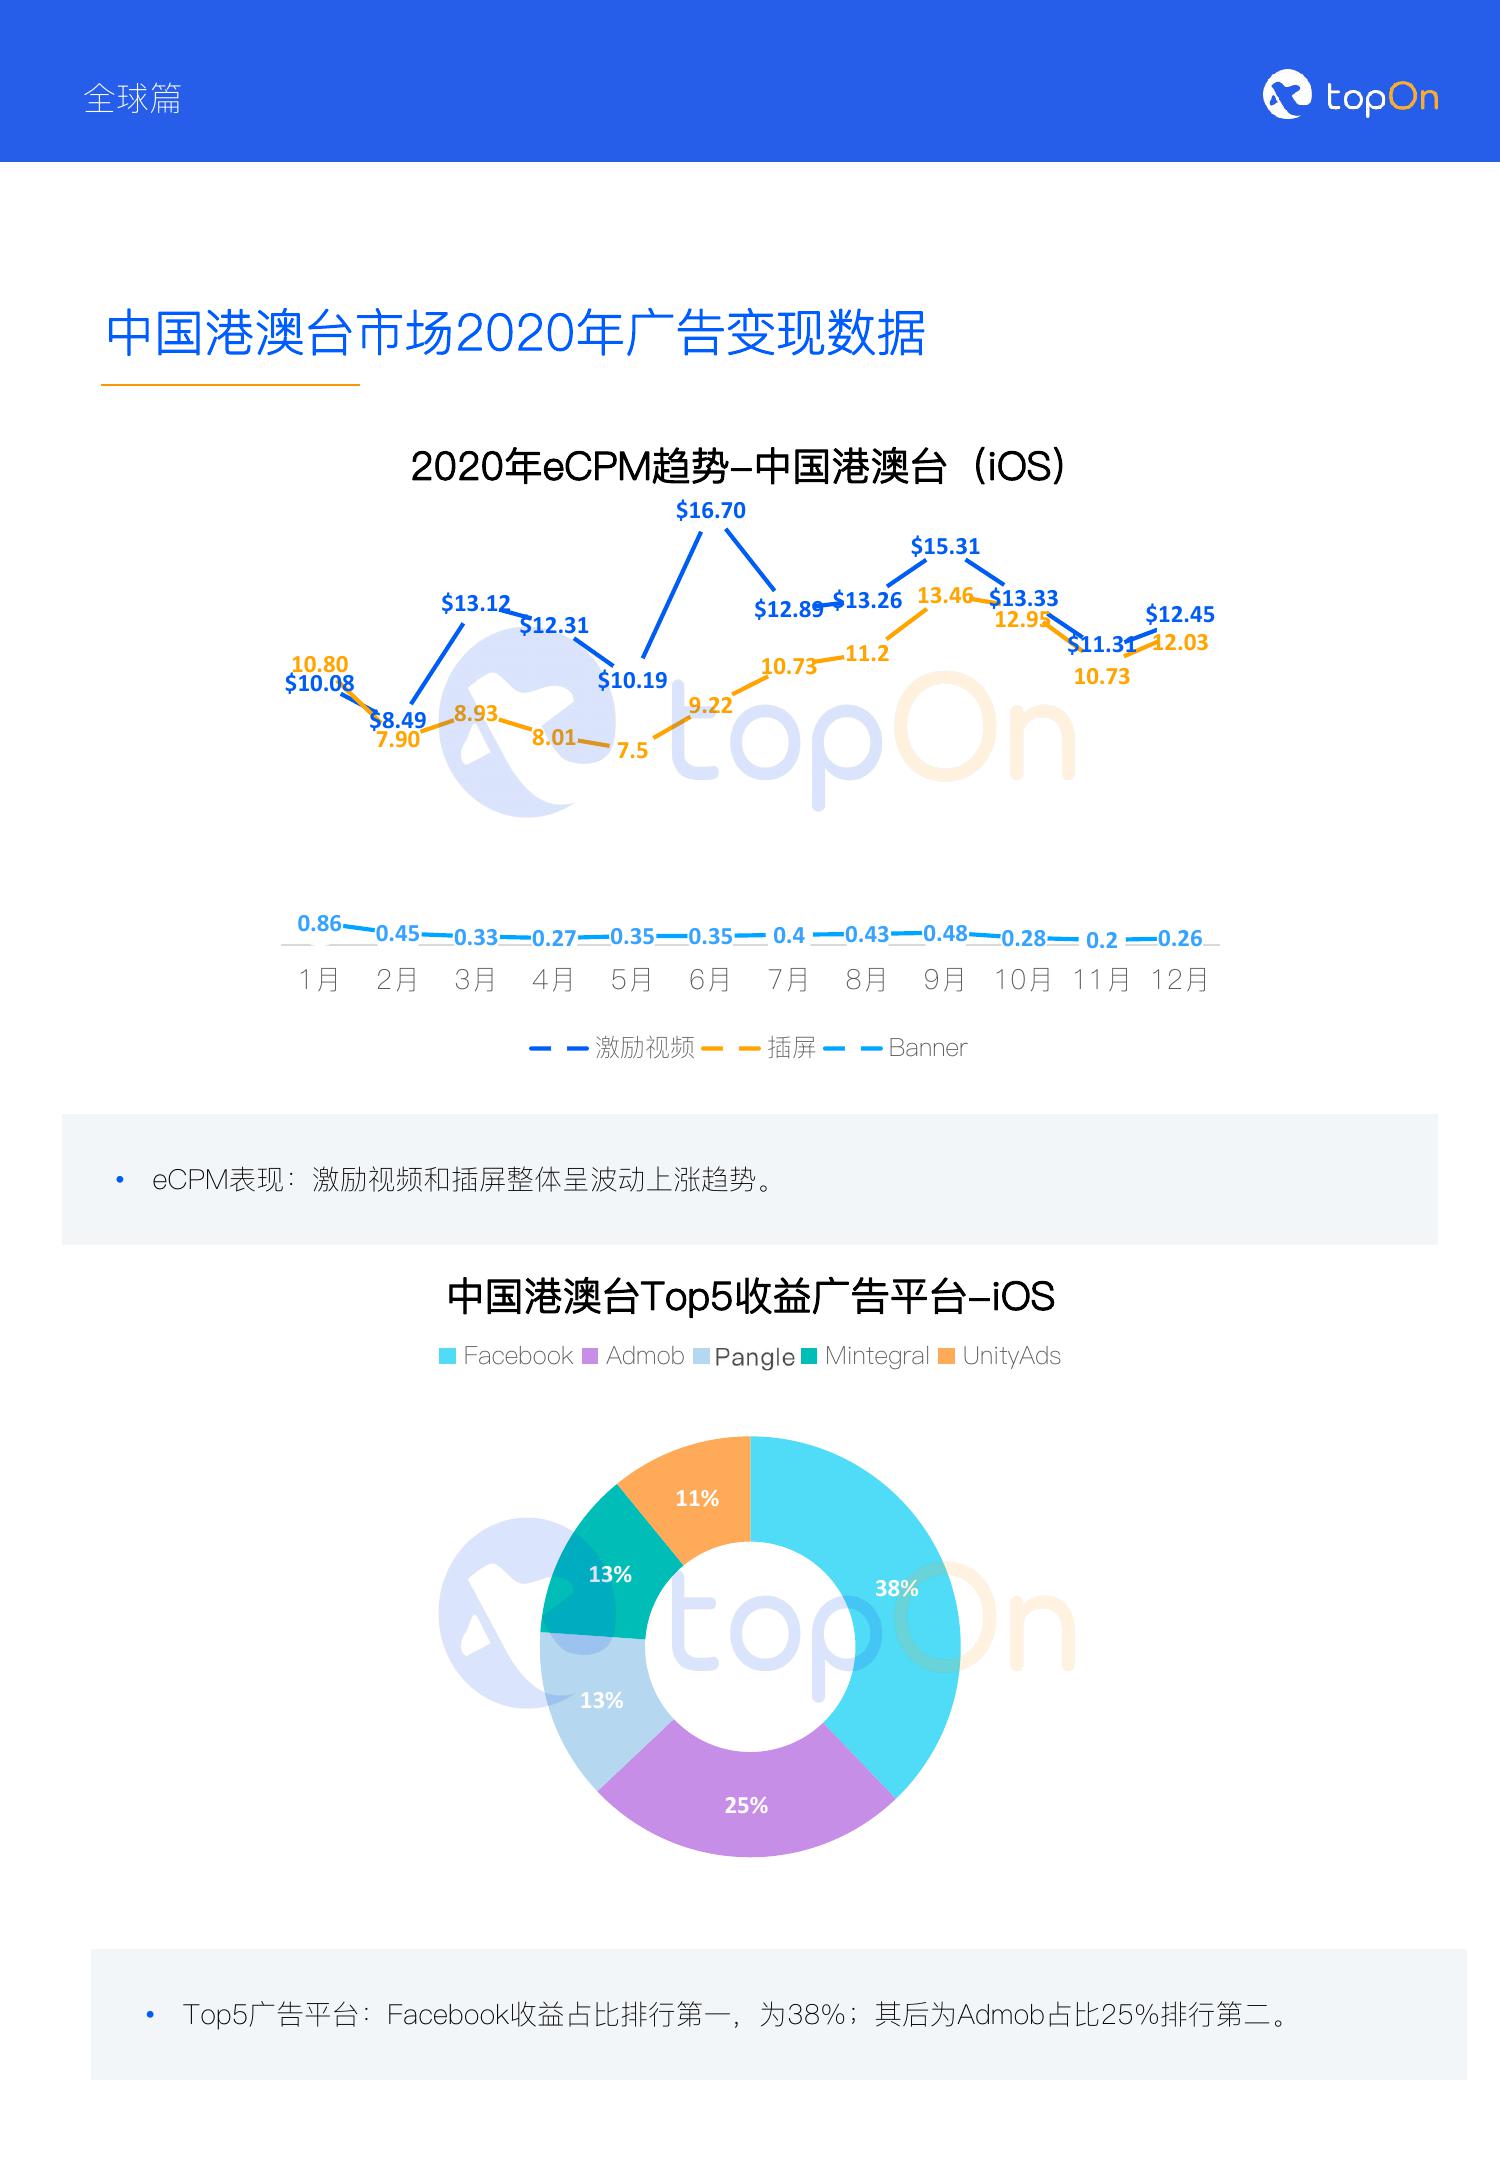 全球篇
topOn
中国港澳台市场2020年广告变现数据
2020年eCPM趋势–中国港澳台（iOS）
$10.08 $8.49 $13.12 $12.31 $10.19 $16.70 $12.89 $13.26 $15.31 $13.33 $11.31 $12.45
10.80 7.90 8.93 8.01 7.5 9.22 10.73 11.2 13.46 12.95 10.73 12.03
topOn
0.86 0.45 0.33 0.27 0.35 0.35 0.4 0.43 0.48 0.28 0.2 0.26
1月 2月 3月 4月 5月 6月 7月 8月 9月 10月 11月 12月
激励视频 插屏 Banner
• eCPM表现：激励视频和插屏整体呈波动上涨趋势。
中国港澳台Top5收益广告平台–iOS
Facebook Admob Pangle Mintegral UnityAds
11%
13%
38%
topOn
13%
25%
• Top5广告平台：Facebook收益占比排行第一，为38%；其后为Admob占比25%排行第二。